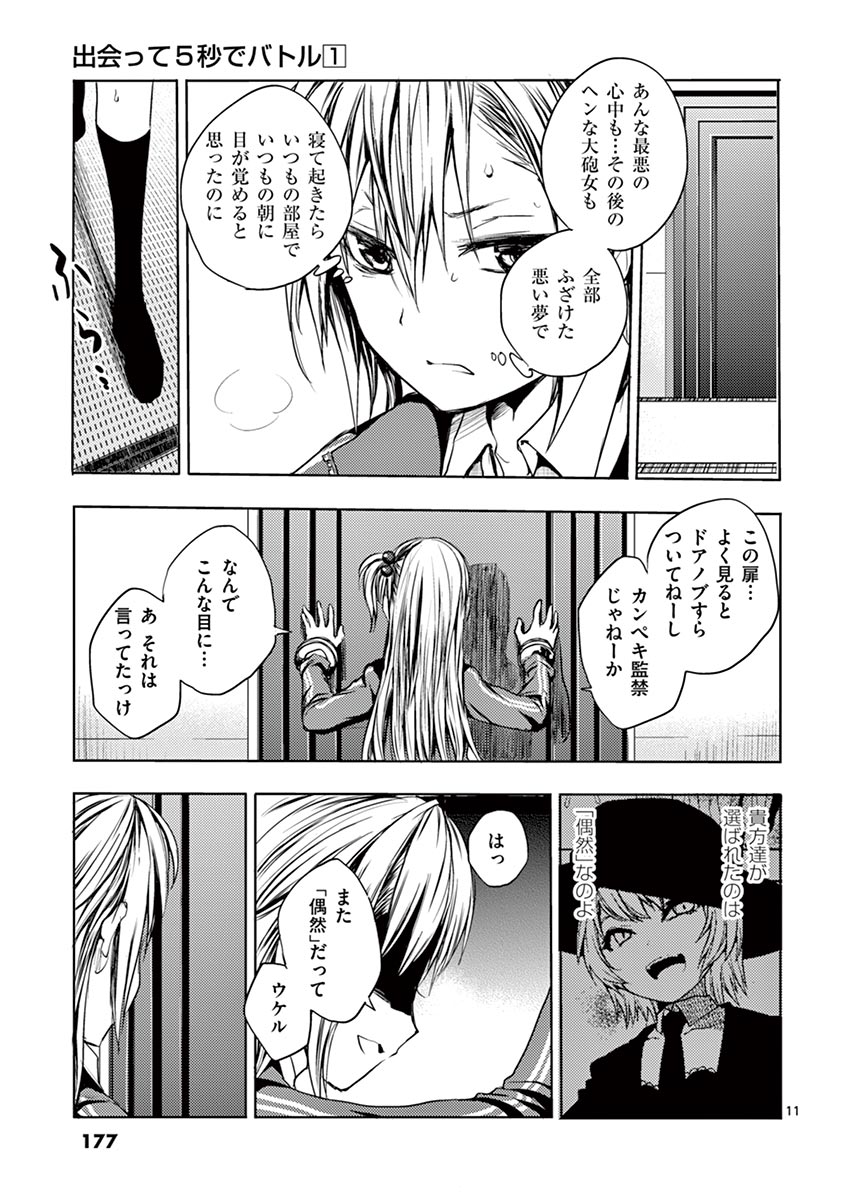 出会って5秒でバトル1
あんな最悪の
心中も…その後の
ヘンな大砲女も
全部
ふざけた
悪い夢で
寝て起きたら
いつもの部屋で
いつもの朝に
目が覚めると
思ったのに
ふら…
この扉…
よく見ると
ドアノブすら
ついてねーし
カンペキ監禁
じゃねーか
なんで
こんな目に…
あ それは
言ってたっけ
貴方達が
選ばれたのは
「偶然」なのよ
はっ
また
「偶然」だって
ウケル
11
177